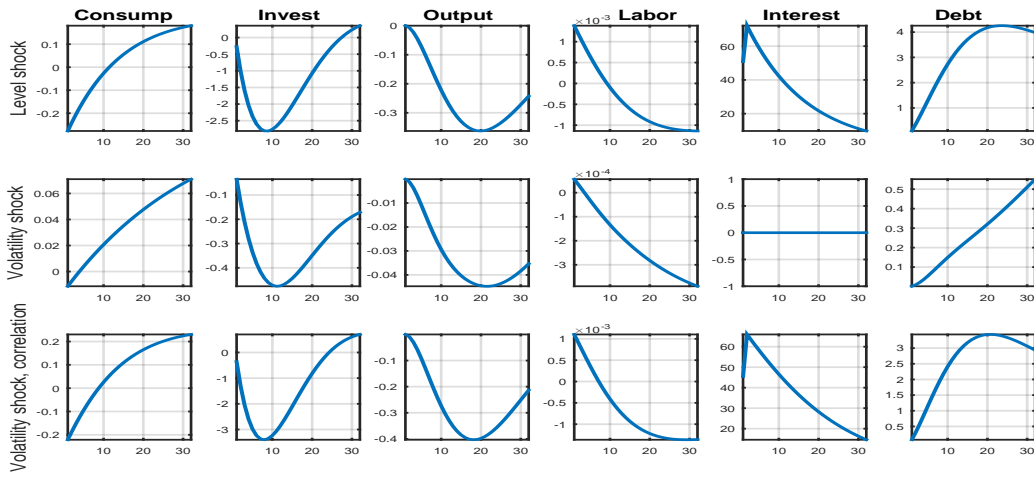 Consump Invest Output Labor Interest Debt
Level shock
0.1 0 -0.2
10 20 30
0 -0.5 -1 -1.5 -2 -2.5
10 20 30
0 -0.1 -0.2 -0.3
10 20 30
×10^-3
1 0.5 0 -0.5 -1
10 20 30
60 40 20
10 20 30
4 3 2 1
10 20 30
Volatility shock
0.06 0.04 0.02 0
10 20 30
-0.1 -0.2 -0.3 -0.4
10 20 30
-0.01 -0.02 -0.03 -0.04
10 20 30
×10^-4
0 -1 -2 -3
10 20 30
1 0.5 0 -0.5 -1
10 20 30
0.5 0.4 0.3 0.2 0.1
10 20 30
Volatility shock, correlation
0.2 0.1 0 -0.1 -0.2
10 20 30
0 -1 -2 -3
10 20 30
-0.1 -0.2 -0.3 -0.4
10 20 30
×10^-3
1 0.5 0 -0.5 -1
10 20 30
60 50 40 30 20
10 20 30
3 2.5 2 1.5 1 0.5
10 20 30